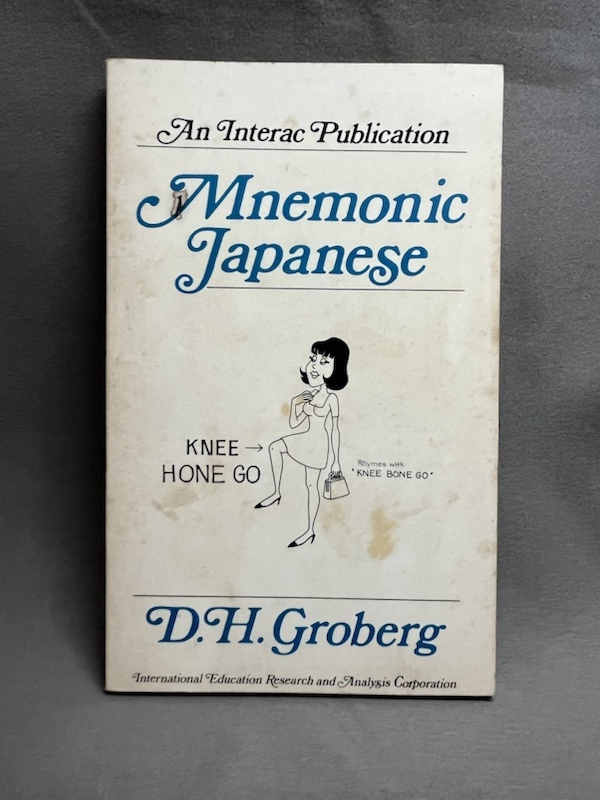 An Interac Publication
Mnemonic
Japanese
KNEE →
HONE GO
Rhymes with
"KNEE BONE GO"
D.H. Groberg
International Education Research and Analysis Corporation